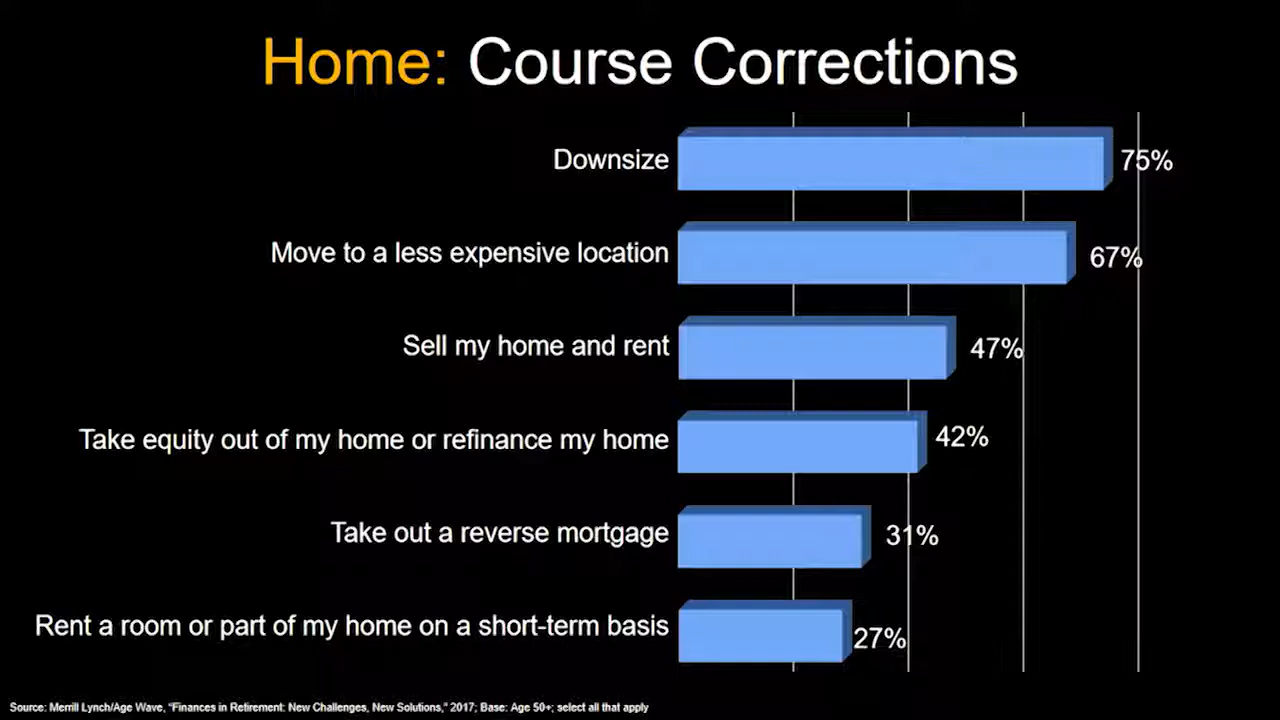 Home: Course Corrections
Downsize
75%
Move to a less expensive location
67%
Sell my home and rent
47%
Take equity out of my home or refinance my home
42%
Take out a reverse mortgage
31%
Rent a room or part of my home on a short-term basis
27%
Source: Merrill Lynch/Age Wave, "Finances in Retirement: New Challenges, New Solutions," 2017; Base: Age 50+; select all that apply